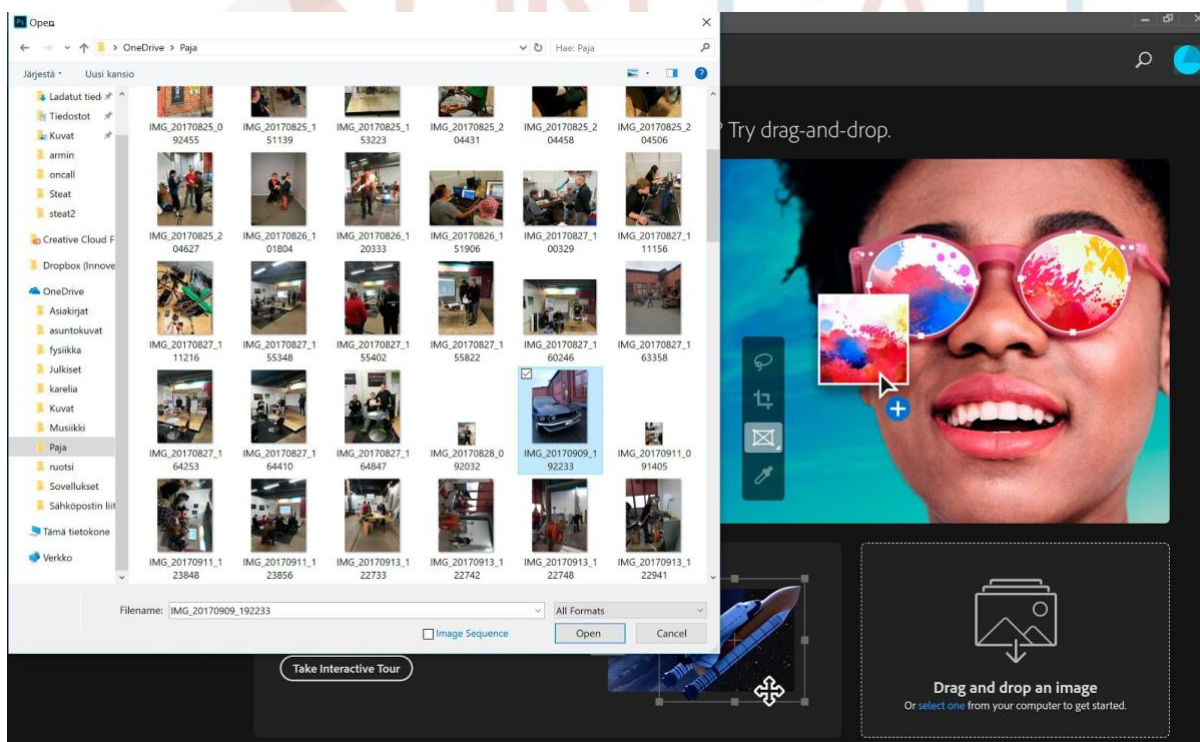 Open
OneDrive > Paja
Hae: Paja
Järjestä
Uusi kansio
Ladatut tied
Tiedostot
Kuvat
armin
oncall
Steat
steat2
Creative Cloud F
Dropbox (Innove
OneDrive
Asiakirjat
asuntokuvat
fysiikka
Julkiset
karelia
Kuvat
Musiikki
Paja
ruotsi
Sovellukset
Sähköpostin liit
Tämä tietokone
Verkko
IMG_20170825_0
92455
IMG_20170825_1
51139
IMG_20170825_1
53223
IMG_20170825_2
04431
IMG_20170825_2
04458
IMG_20170825_2
04506
IMG_20170825_2
04627
IMG_20170826_1
01804
IMG_20170826_1
20333
IMG_20170826_1
51906
IMG_20170827_1
00329
IMG_20170827_1
11156
IMG_20170827_1
11216
IMG_20170827_1
55348
IMG_20170827_1
55402
IMG_20170827_1
55822
IMG_20170827_1
60246
IMG_20170827_1
63358
IMG_20170827_1
64253
IMG_20170827_1
64410
IMG_20170827_1
64847
IMG_20170828_0
92032
IMG_20170909_1
92233
IMG_20170911_0
91405
IMG_20170911_1
23848
IMG_20170911_1
23856
IMG_20170913_1
22733
IMG_20170913_1
22742
IMG_20170913_1
22748
IMG_20170913_1
22941
Filename: IMG_20170909_192233
All Formats
Image Sequence
Open
Cancel
? Try drag-and-drop.
Take Interactive Tour
Drag and drop an image
Or select one from your computer to get started.